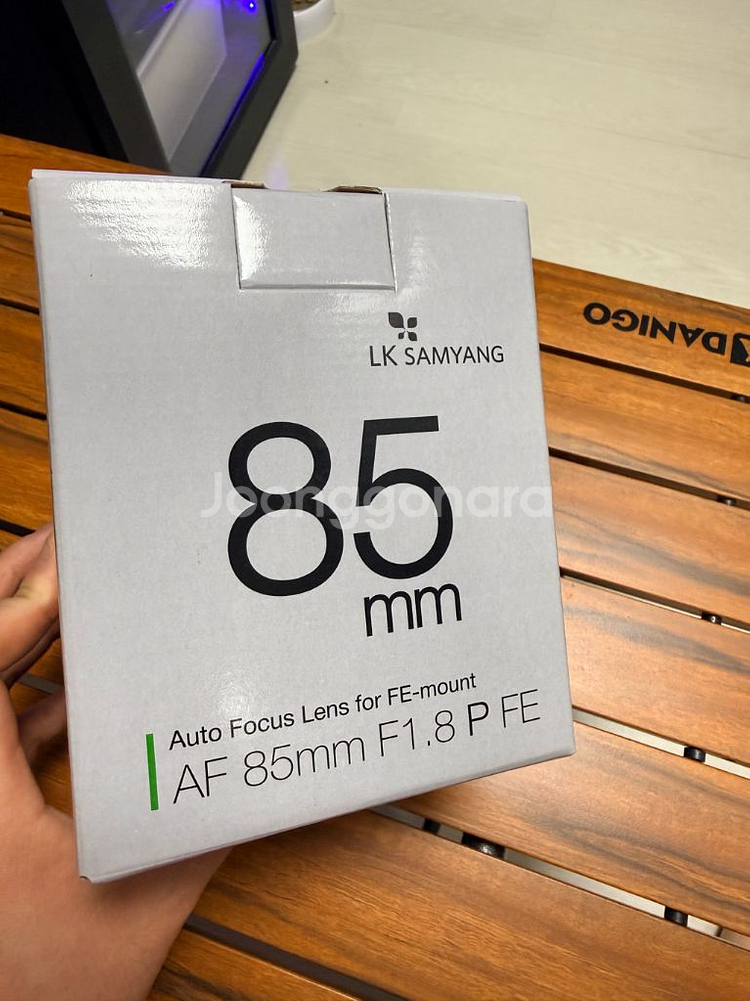 DANIGO
LK SAMYANG
85
mm
Joonggonara
Auto Focus Lens for FE-mount
AF 85mm F1.8 P FE